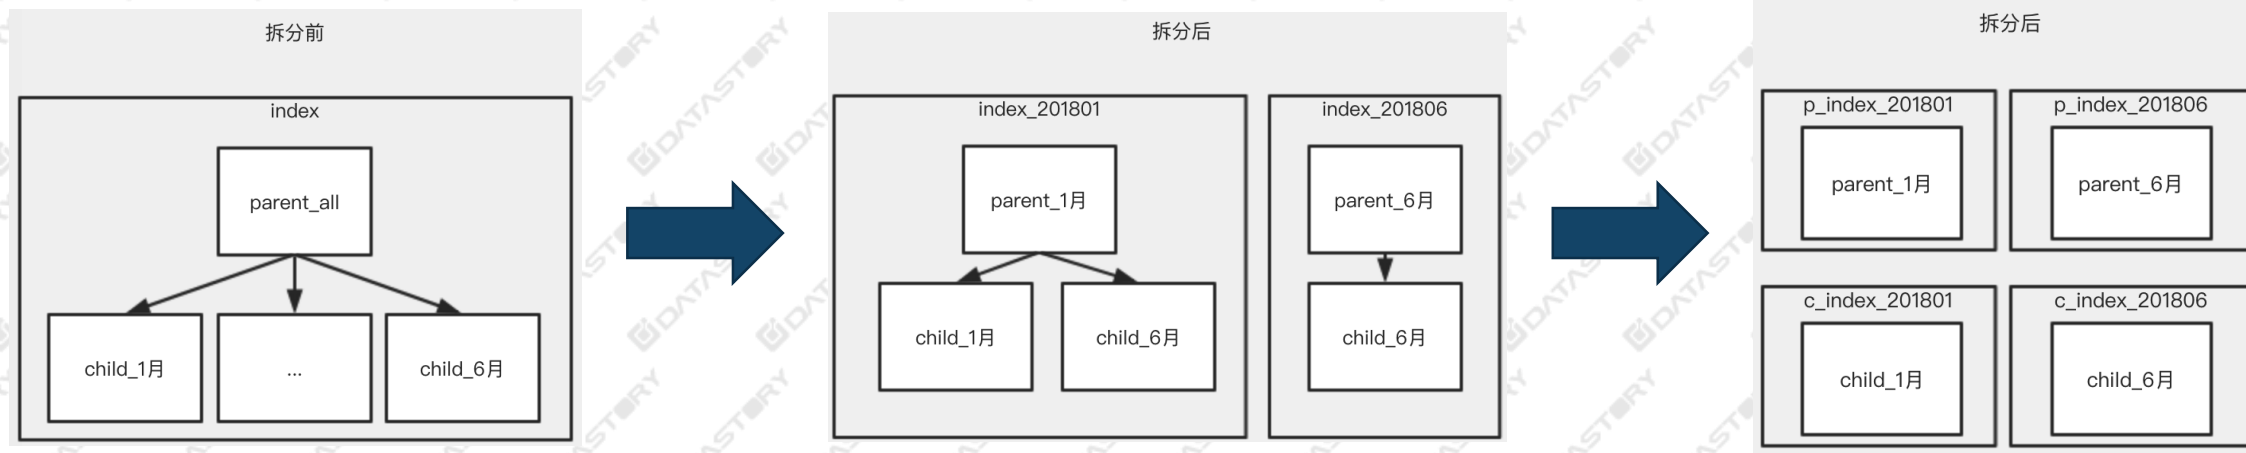 拆分前
index
parent_all
child_1月
...
child_6月
拆分后
index_201801
parent_1月
child_1月
child_6月
index_201806
parent_6月
child_6月
拆分后
p_index_201801
parent_1月
p_index_201806
parent_6月
c_index_201801
child_1月
c_index_201806
child_6月
DATASTORY